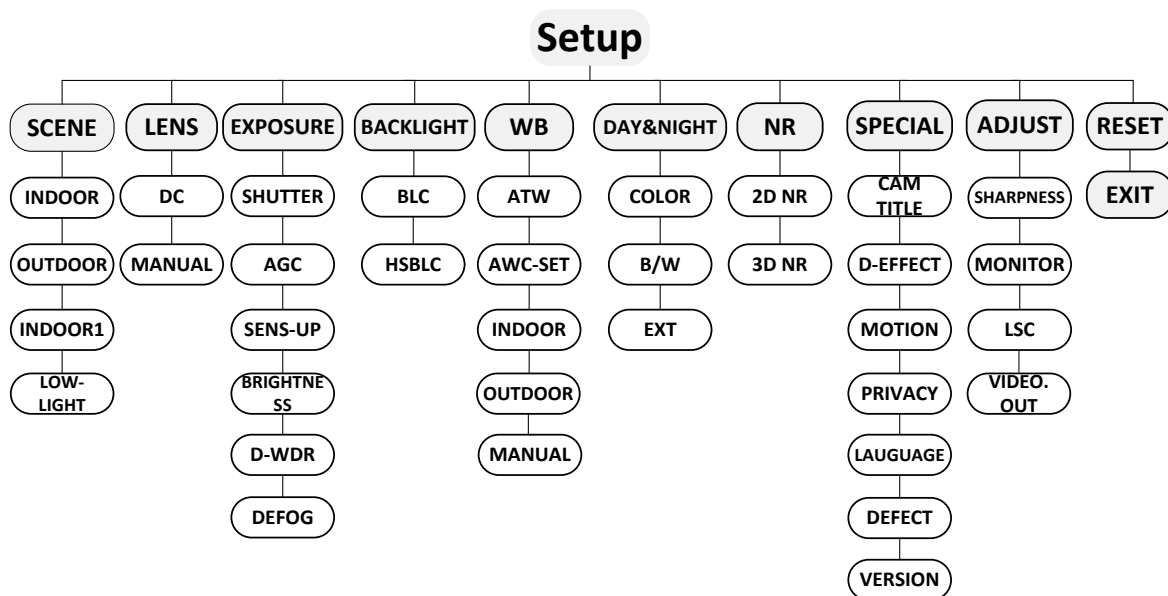 Setup
SCENE
LENS
EXPOSURE
BACKLIGHT
WB
DAY&NIGHT
NR
SPECIAL
ADJUST
RESET
INDOOR
OUTDOOR
INDOOR1
LOW-
LIGHT
DC
MANUAL
SHUTTER
AGC
SENS-UP
BRIGHTNE
SS
D-WDR
DEFOG
BLC
HSBLC
ATW
AWC-SET
INDOOR
OUTDOOR
MANUAL
COLOR
B/W
EXT
2D NR
3D NR
CAM
TITLE
D-EFFECT
MOTION
PRIVACY
LAUGUAGE
DEFECT
VERSION
SHARPNESS
MONITOR
LSC
VIDEO.
OUT
EXIT